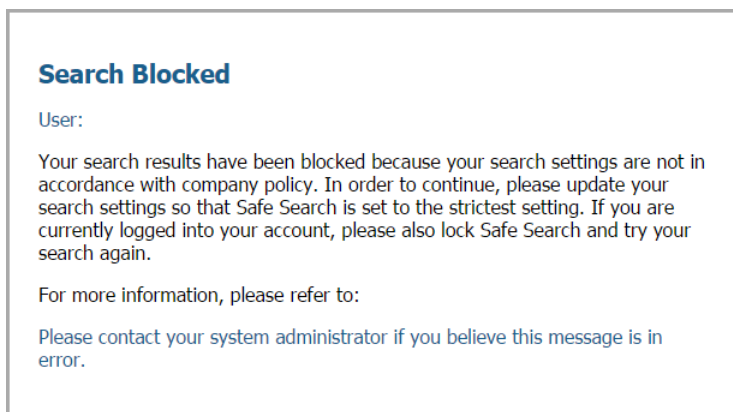 Search Blocked
User:
Your search results have been blocked because your search settings are not in
accordance with company policy. In order to continue, please update your
search settings so that Safe Search is set to the strictest setting. If you are
currently logged into your account, please also lock Safe Search and try your
search again.
For more information, please refer to:
Please contact your system administrator if you believe this message is in
error.